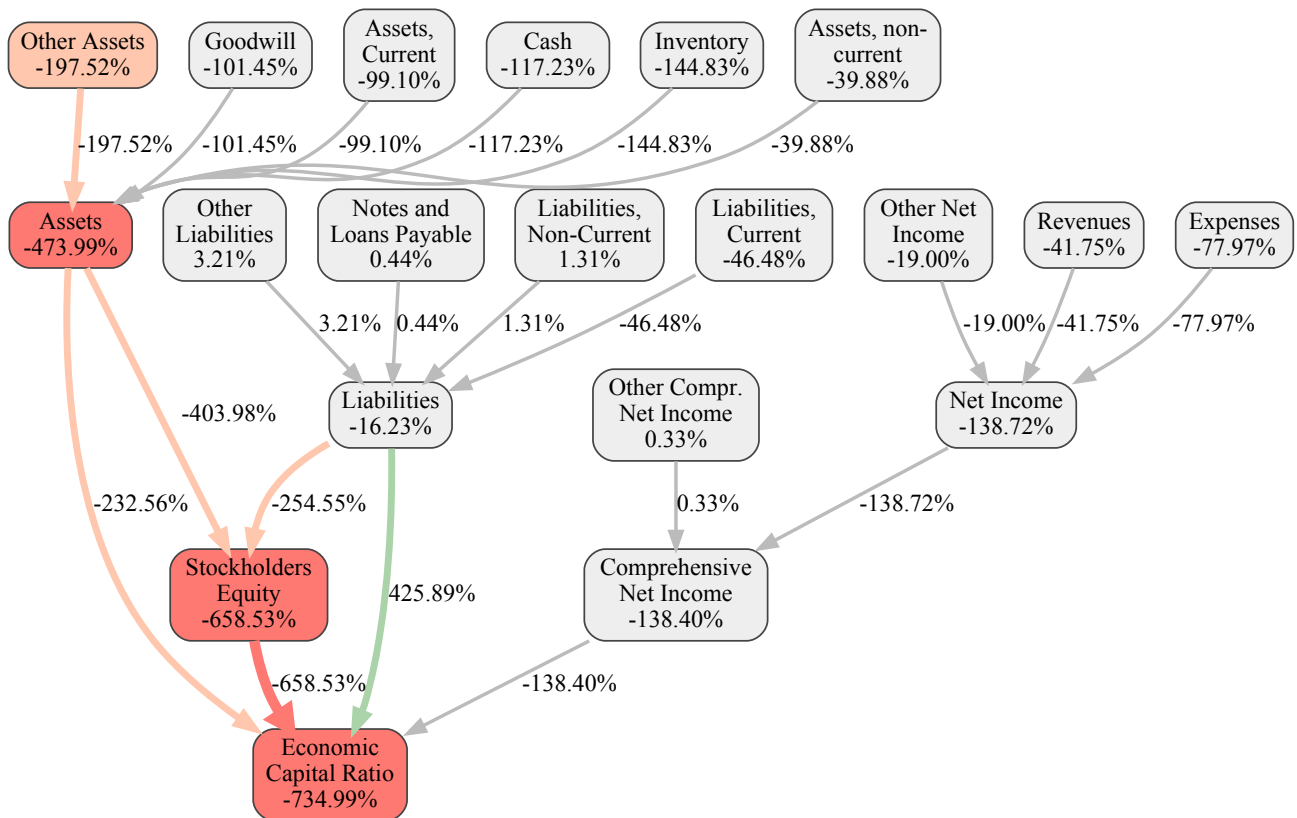 Other Assets
-197.52%
Goodwill
-101.45%
Assets,
Current
-99.10%
Cash
-117.23%
Inventory
-144.83%
Assets, non-
current
-39.88%
-197.52%
-101.45%
-99.10%
-117.23%
-144.83%
-39.88%
Assets
-473.99%
Other
Liabilities
3.21%
Notes and
Loans Payable
0.44%
Liabilities,
Non-Current
1.31%
Liabilities,
Current
-46.48%
Other Net
Income
-19.00%
Revenues
-41.75%
Expenses
-77.97%
3.21%
0.44%
1.31%
-46.48%
-19.00%
-41.75%
-77.97%
-403.98%
Liabilities
-16.23%
Other Compr.
Net Income
0.33%
Net Income
-138.72%
-232.56%
-254.55%
0.33%
-138.72%
Stockholders
Equity
-658.53%
425.89%
Comprehensive
Net Income
-138.40%
-658.53%
-138.40%
Economic
Capital Ratio
-734.99%